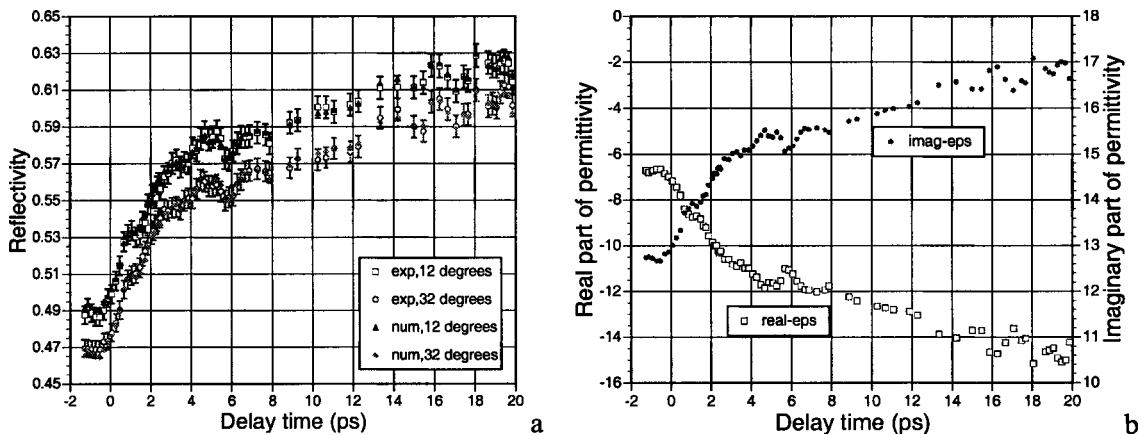 0.65
0.63
0.61
0.59
0.57
0.55
0.53
0.51
0.49
0.47
0.45
Reflectivity
exp,12 degrees
exp,32 degrees
num,12 degrees
num,32 degrees
-2 0 2 4 6 8 10 12 14 16 18 20
Delay time (ps)
a
0
-2
-4
-6
-8
-10
-12
-14
-16
Real part of permittivity
imag-eps
real-eps
18
17
16
15
14
13
12
11
10
Imaginary part of permittivity
-2 0 2 4 6 8 10 12 14 16 18 20
Delay time (ps)
b